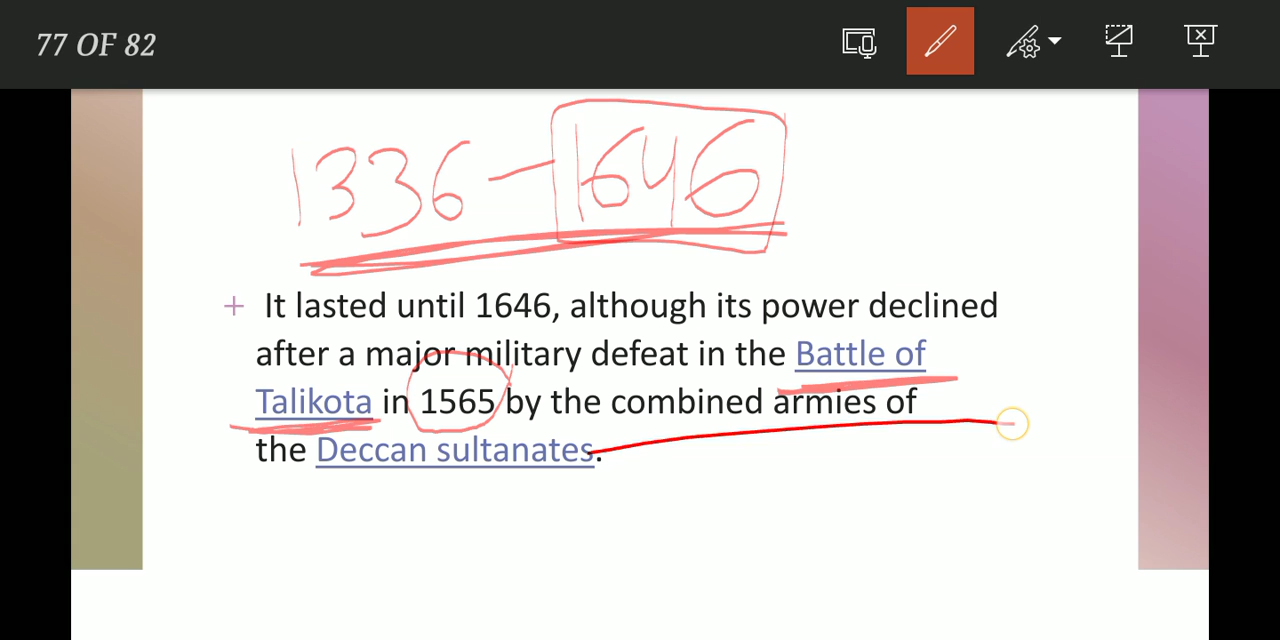 77 OF 82
1336 - 1646
+ It lasted until 1646, although its power declined
after a major military defeat in the Battle of
Talikota in 1565 by the combined armies of
the Deccan sultanates.